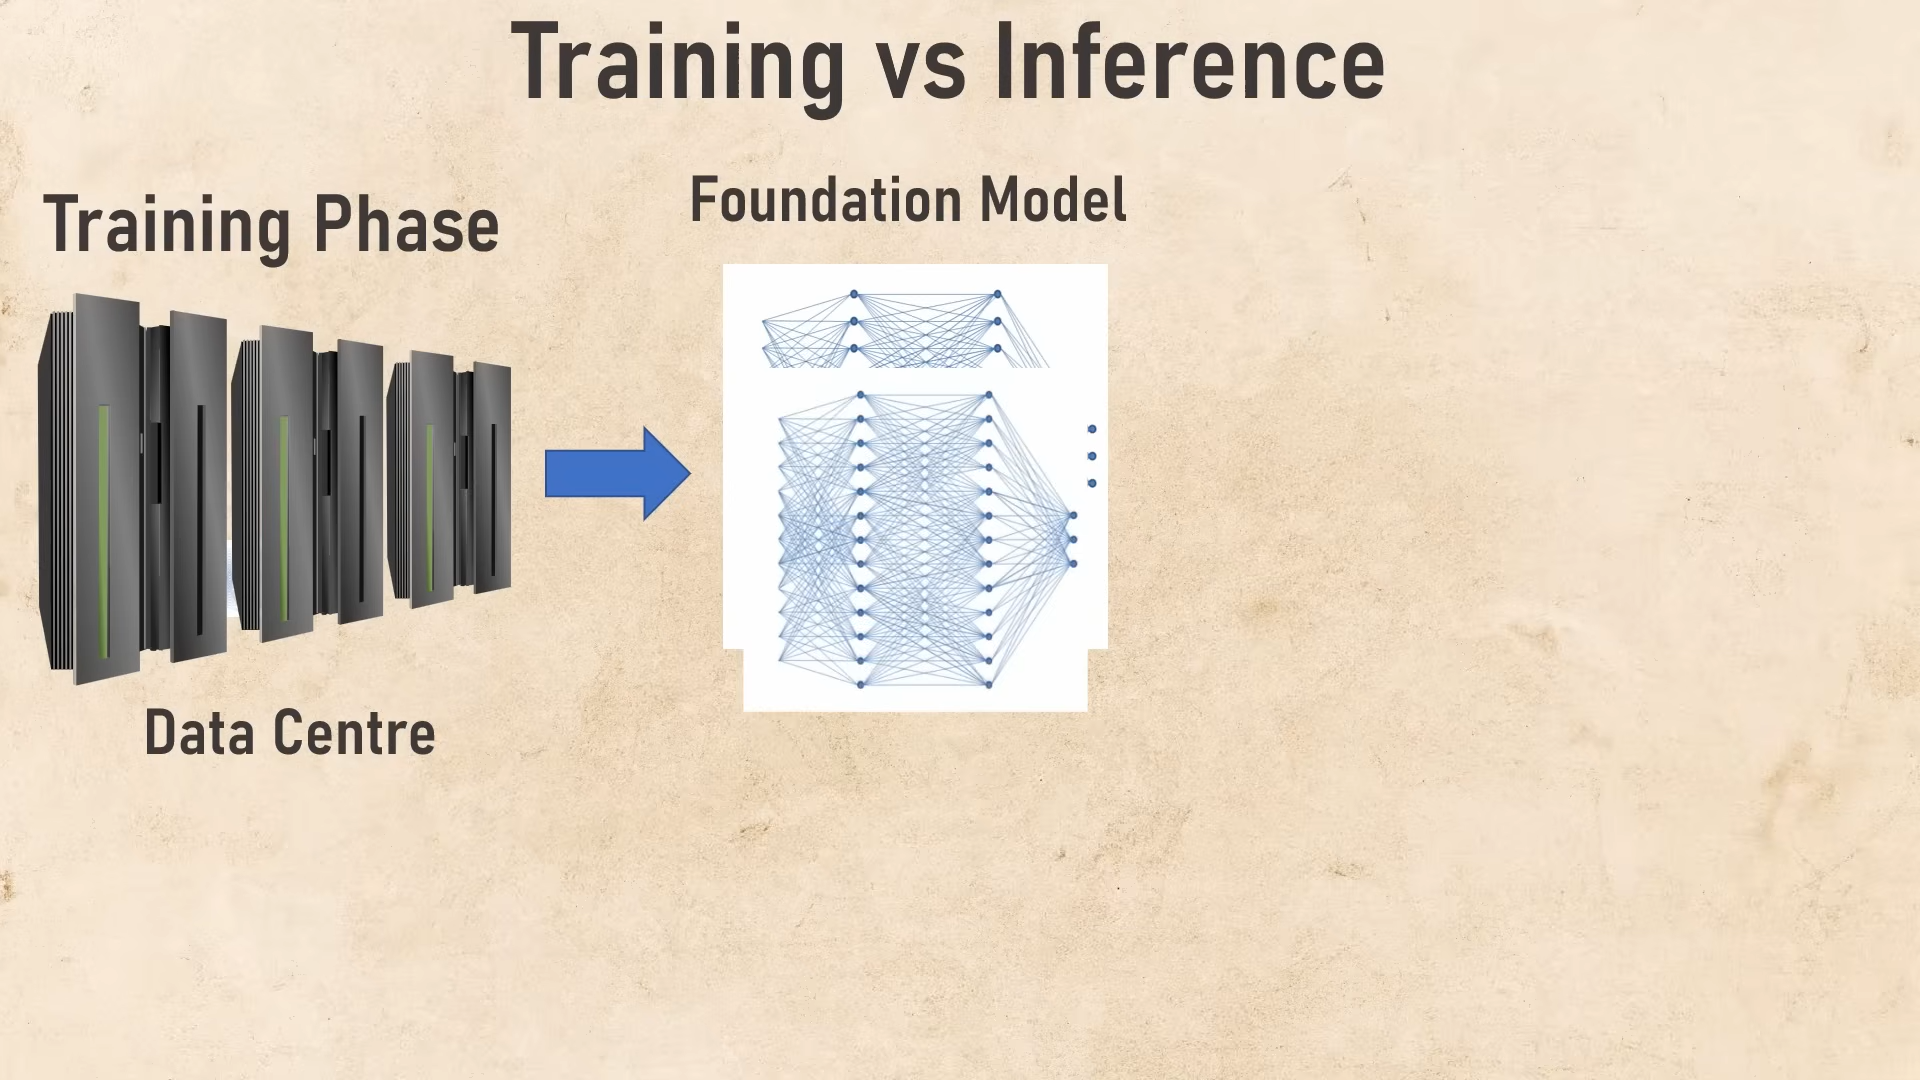 Training vs Inference
Training Phase
Foundation Model
Data Centre